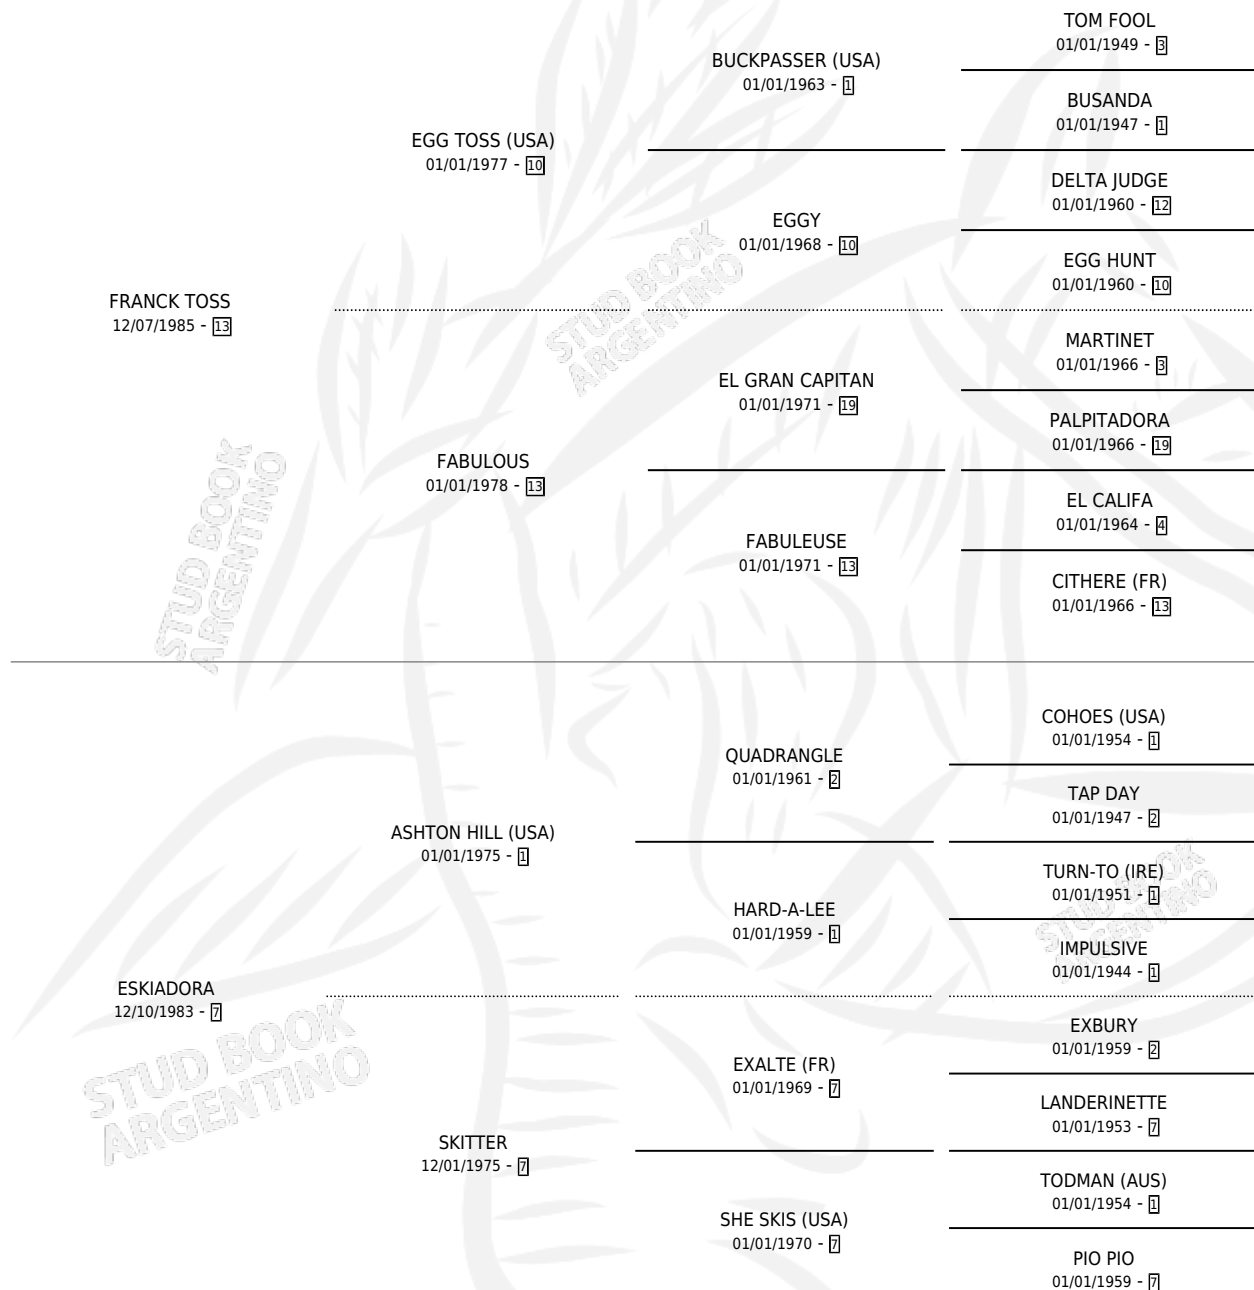 TOM FOOL
01/01/1949 - 3
BUCKPASSER (USA)
01/01/1963 - 1
BUSANDA
01/01/1947 - 1
EGG TOSS (USA)
01/01/1977 - 10
DELTA JUDGE
01/01/1960 - 12
EGGY
01/01/1968 - 10
EGG HUNT
01/01/1960 - 10
FRANCK TOSS
12/07/1985 - 13
MARTINET
01/01/1966 - 3
EL GRAN CAPITAN
01/01/1971 - 19
PALPITADORA
01/01/1966 - 19
FABULOUS
01/01/1978 - 13
EL CALIFA
01/01/1964 - 4
FABULEUSE
01/01/1971 - 13
CITHERE (FR)
01/01/1966 - 13
STUD BOOK
ARGENTINO
STUD BOOK
ARGENTINO
COHOES (USA)
01/01/1954 - 1
QUADRANGLE
01/01/1961 - 2
TAP DAY
01/01/1947 - 2
ASHTON HILL (USA)
01/01/1975 - 1
TURN-TO (IRE)
01/01/1951 - 1
HARD-A-LEE
01/01/1959 - 1
IMPULSIVE
01/01/1944 - 1
STUD BOOK
ARGENTINO
ESKIADORA
12/10/1983 - 7
EXBURY
01/01/1959 - 2
EXALTE (FR)
01/01/1969 - 7
LANDERINETTE
01/01/1953 - 7
STUD BOOK
ARGENTINO
SKITTER
12/01/1975 - 7
TODMAN (AUS)
01/01/1954 - 1
SHE SKIS (USA)
01/01/1970 - 7
PIO PIO
01/01/1959 - 7